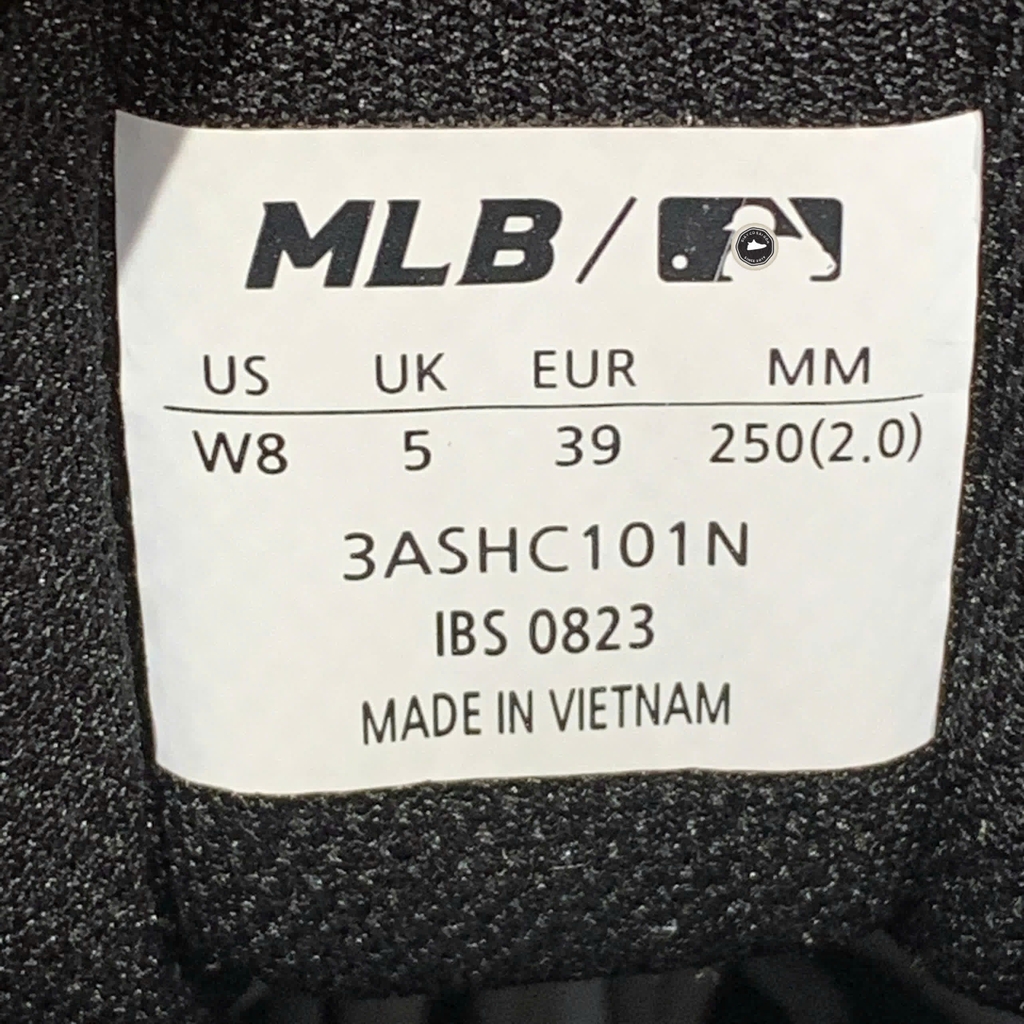 MLB /
US UK EUR MM
W8 5 39 250(2.0)
3ASHC101N
IBS 0823
MADE IN VIETNAM